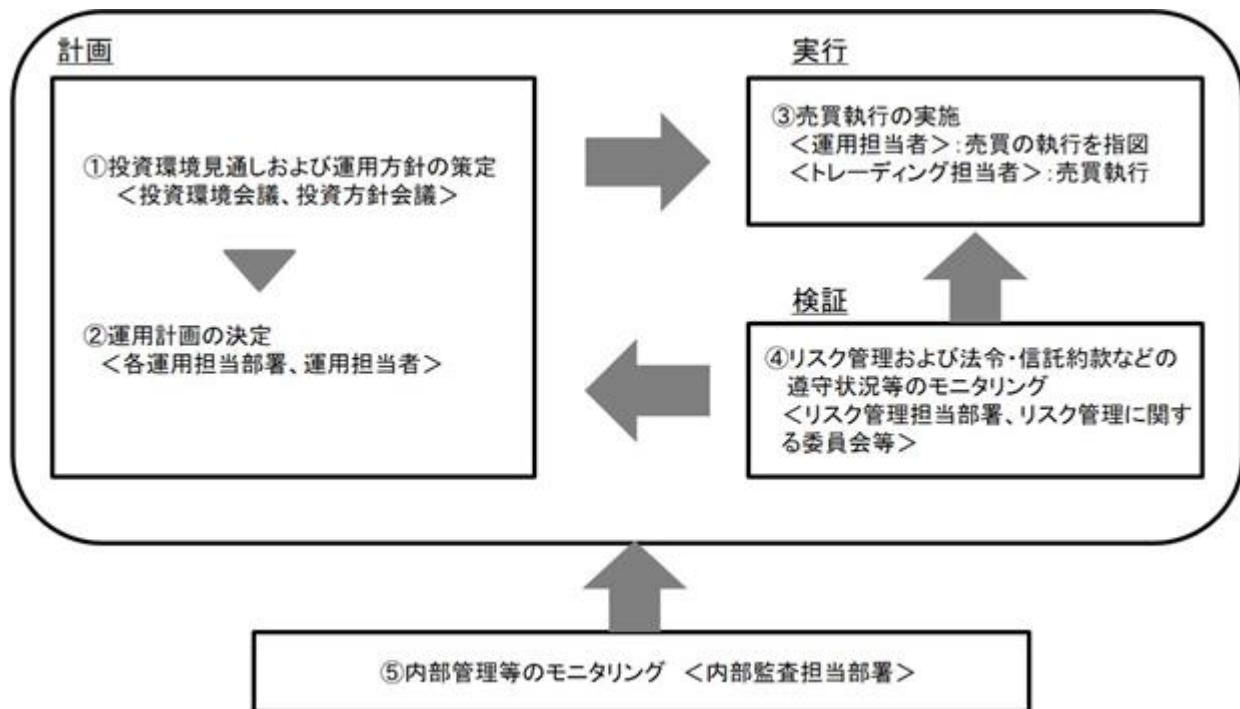 計画
①投資環境見通しおよび運用方針の策定
＜投資環境会議、投資方針会議＞
②運用計画の決定
＜各運用担当部署、運用担当者＞
実行
③売買執行の実施
＜運用担当者＞：売買の執行を指図
＜トレーディング担当者＞：売買執行
検証
④リスク管理および法令・信託約款などの
遵守状況等のモニタリング
＜リスク管理担当部署、リスク管理に関す
る委員会等＞
⑤内部管理等のモニタリング　＜内部監査担当部署＞